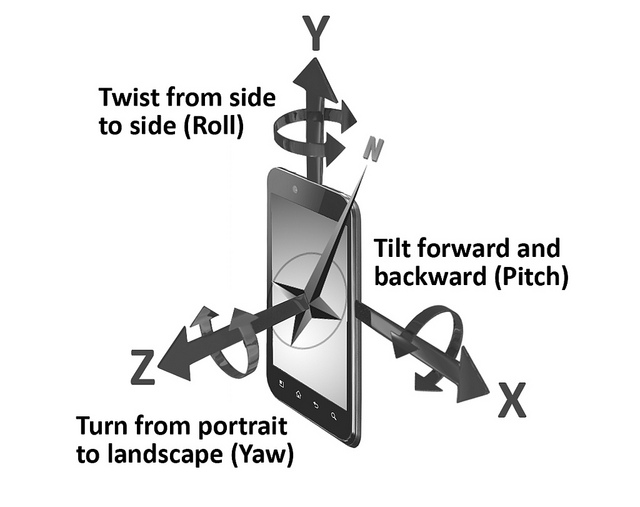 Y
Twist from side
to side (Roll)
N
Tilt forward and
backward (Pitch)
Z
X
Turn from portrait
to landscape (Yaw)